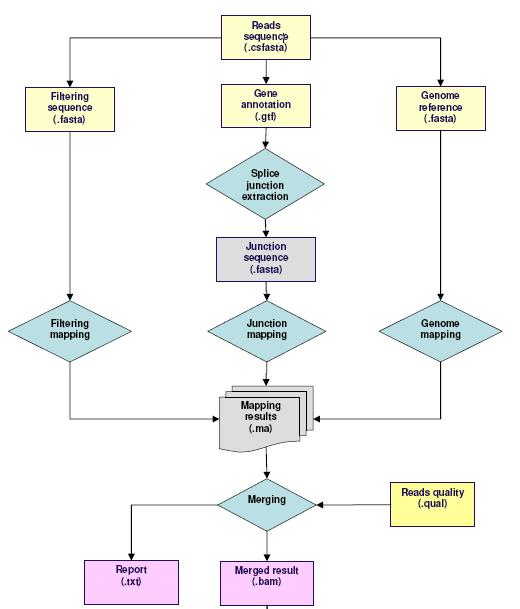 Reads
sequence
(.csfasta)
Filtering
sequence
(.fasta)
Gene
annotation
(.gtf)
Genome
reference
(.fasta)
Splice
junction
extraction
Junction
sequence
(.fasta)
Filtering
mapping
Junction
mapping
Genome
mapping
Mapping
results
(.ma)
Merging
Reads quality
(.qual)
Report
(.txt)
Merged result
(.bam)